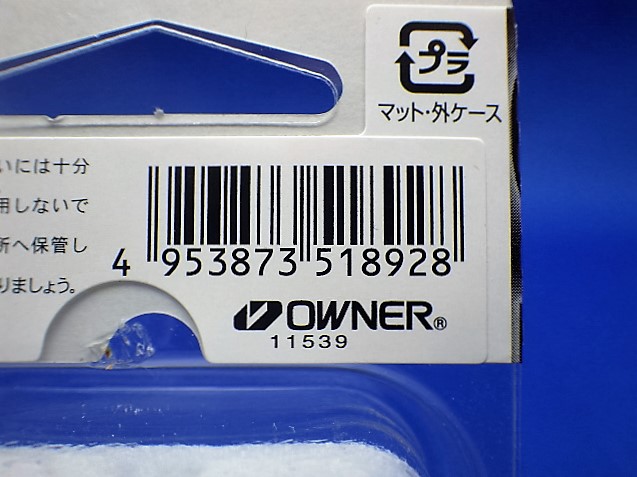 プラ
マット・外ケース
いには十分
用しないで
所へ保管し
りましょう。
4 953873 518928
OWNER®
11539